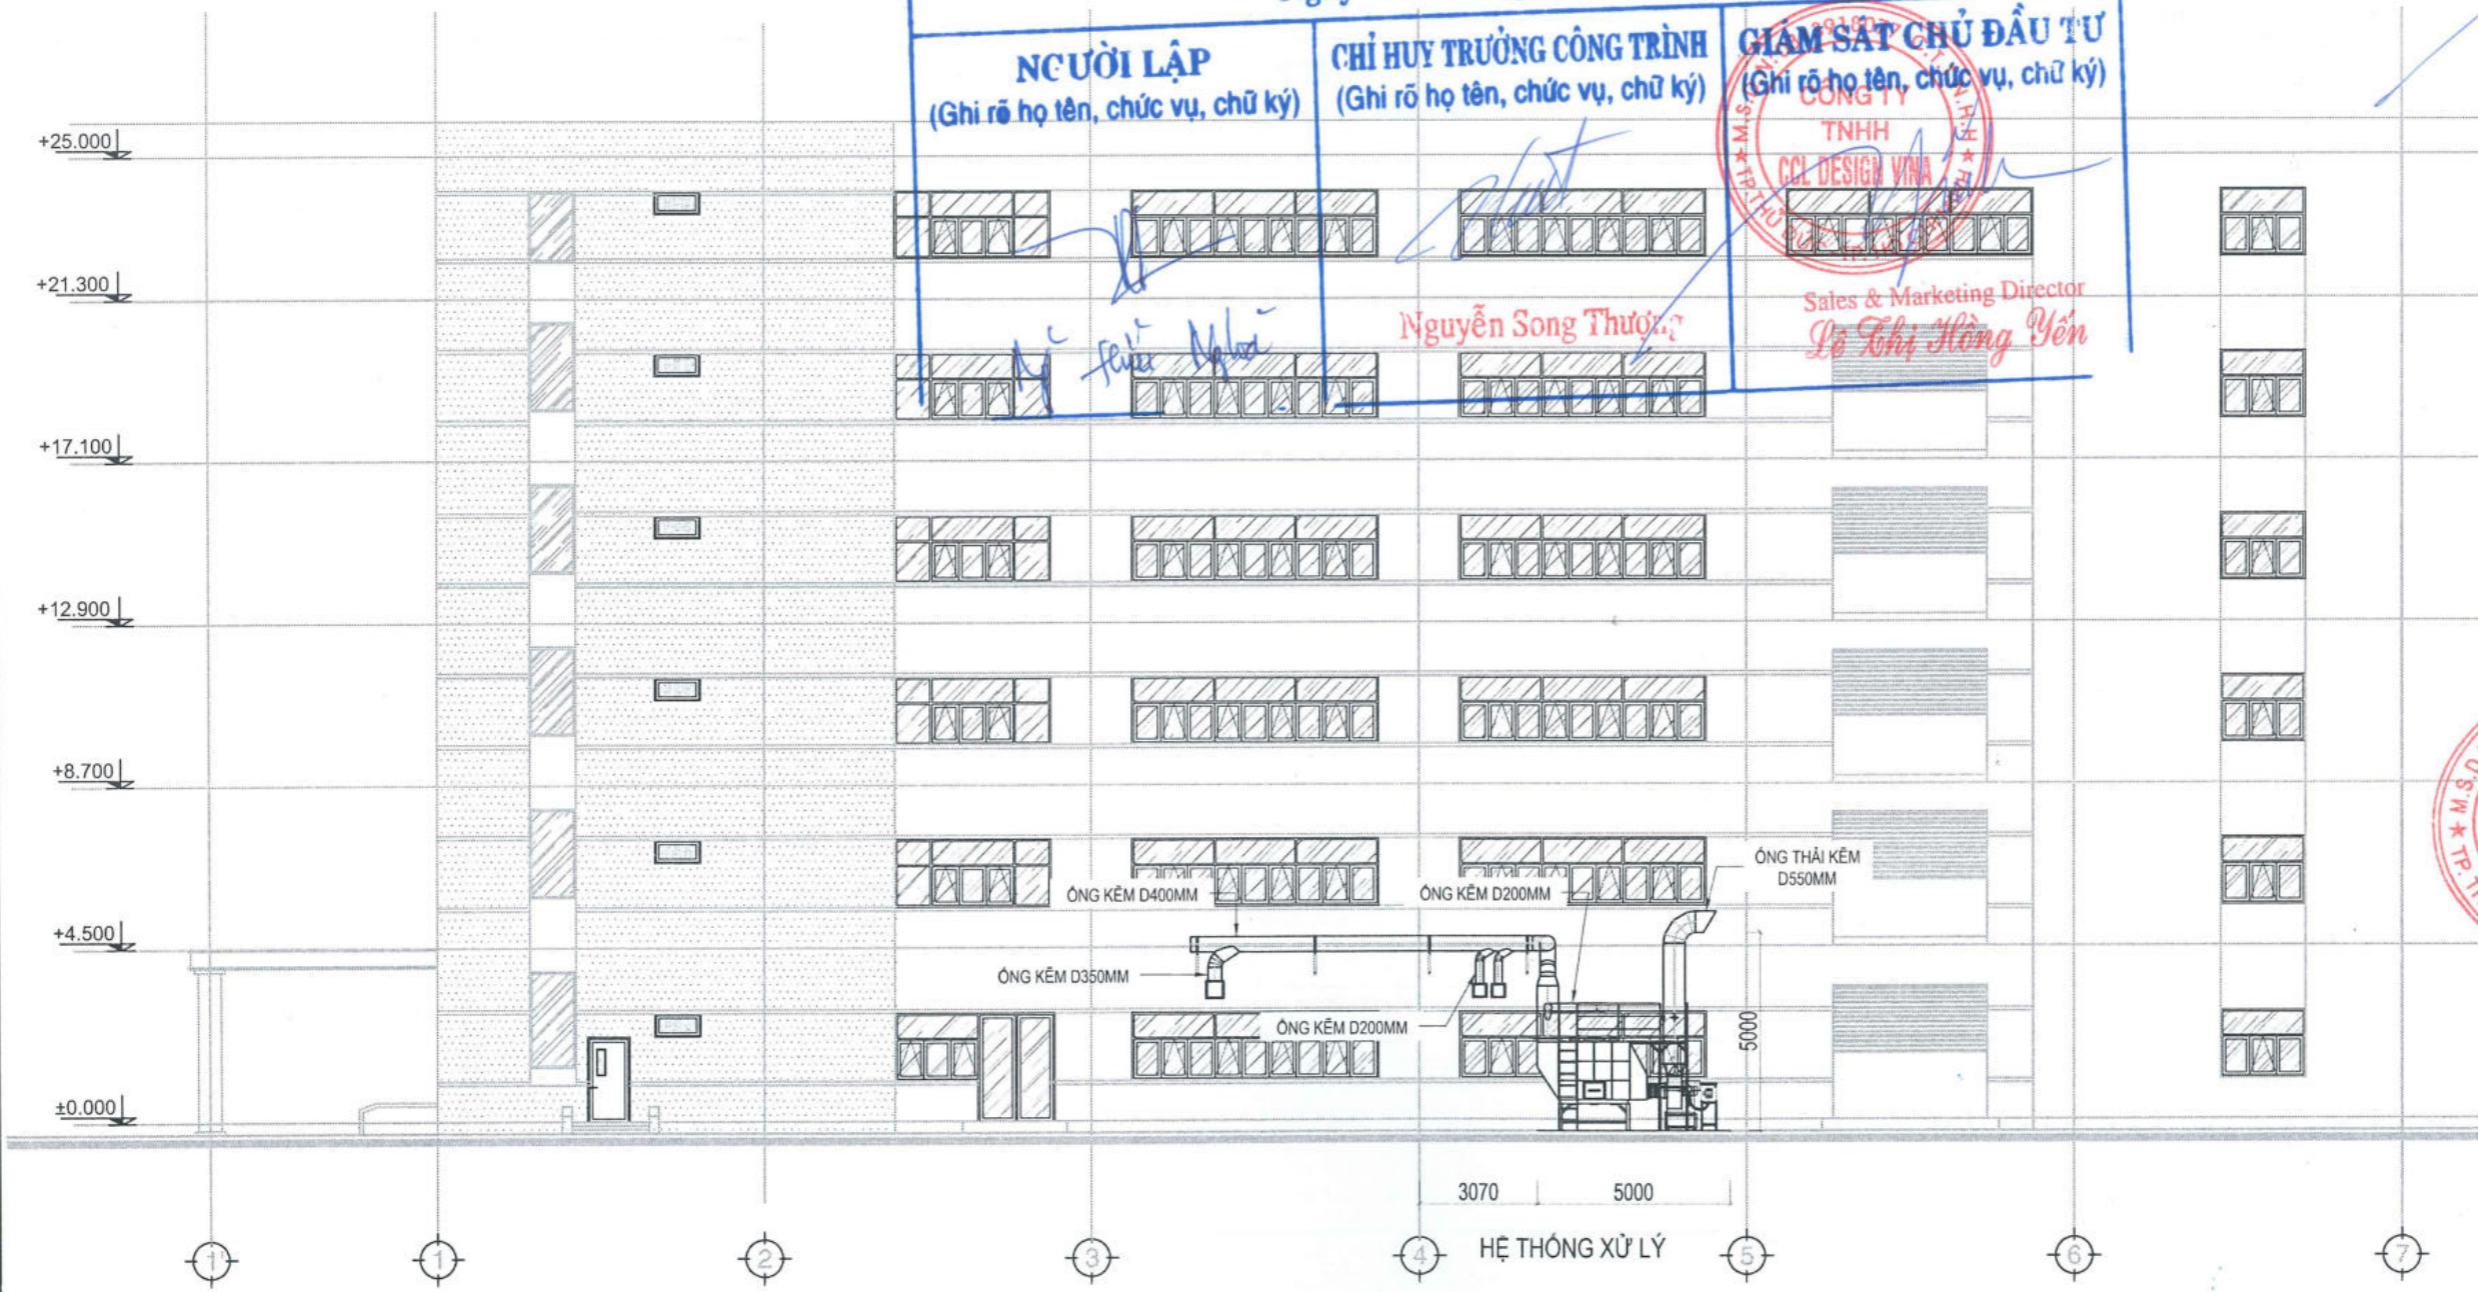 NGƯỜI LẬP
(Ghi rõ họ tên, chức vụ, chữ ký)
CHỈ HUY TRƯỞNG CÔNG TRÌNH
(Ghi rõ họ tên, chức vụ, chữ ký)
GIÁM SÁT CHỦ ĐẦU TƯ
(Ghi rõ họ tên, chức vụ, chữ ký)
CÔNG TY
TNHH
CCL DESIGN VINA
Nguyễn Song Thượng
Sales & Marketing Director
Lê Thị Hồng Yến
+25.000
+21.300
+17.100
+12.900
+8.700
+4.500
±0.000
ỐNG KẼM D400MM
ỐNG KẼM D200MM
ỐNG THẢI KẼM
D550MM
ỐNG KẼM D350MM
ỐNG KẼM D200MM
5000
3070
5000
HỆ THỐNG XỬ LÝ
1'
1
2
3
4
5
6
7
★ M.S.D
★ TP. T